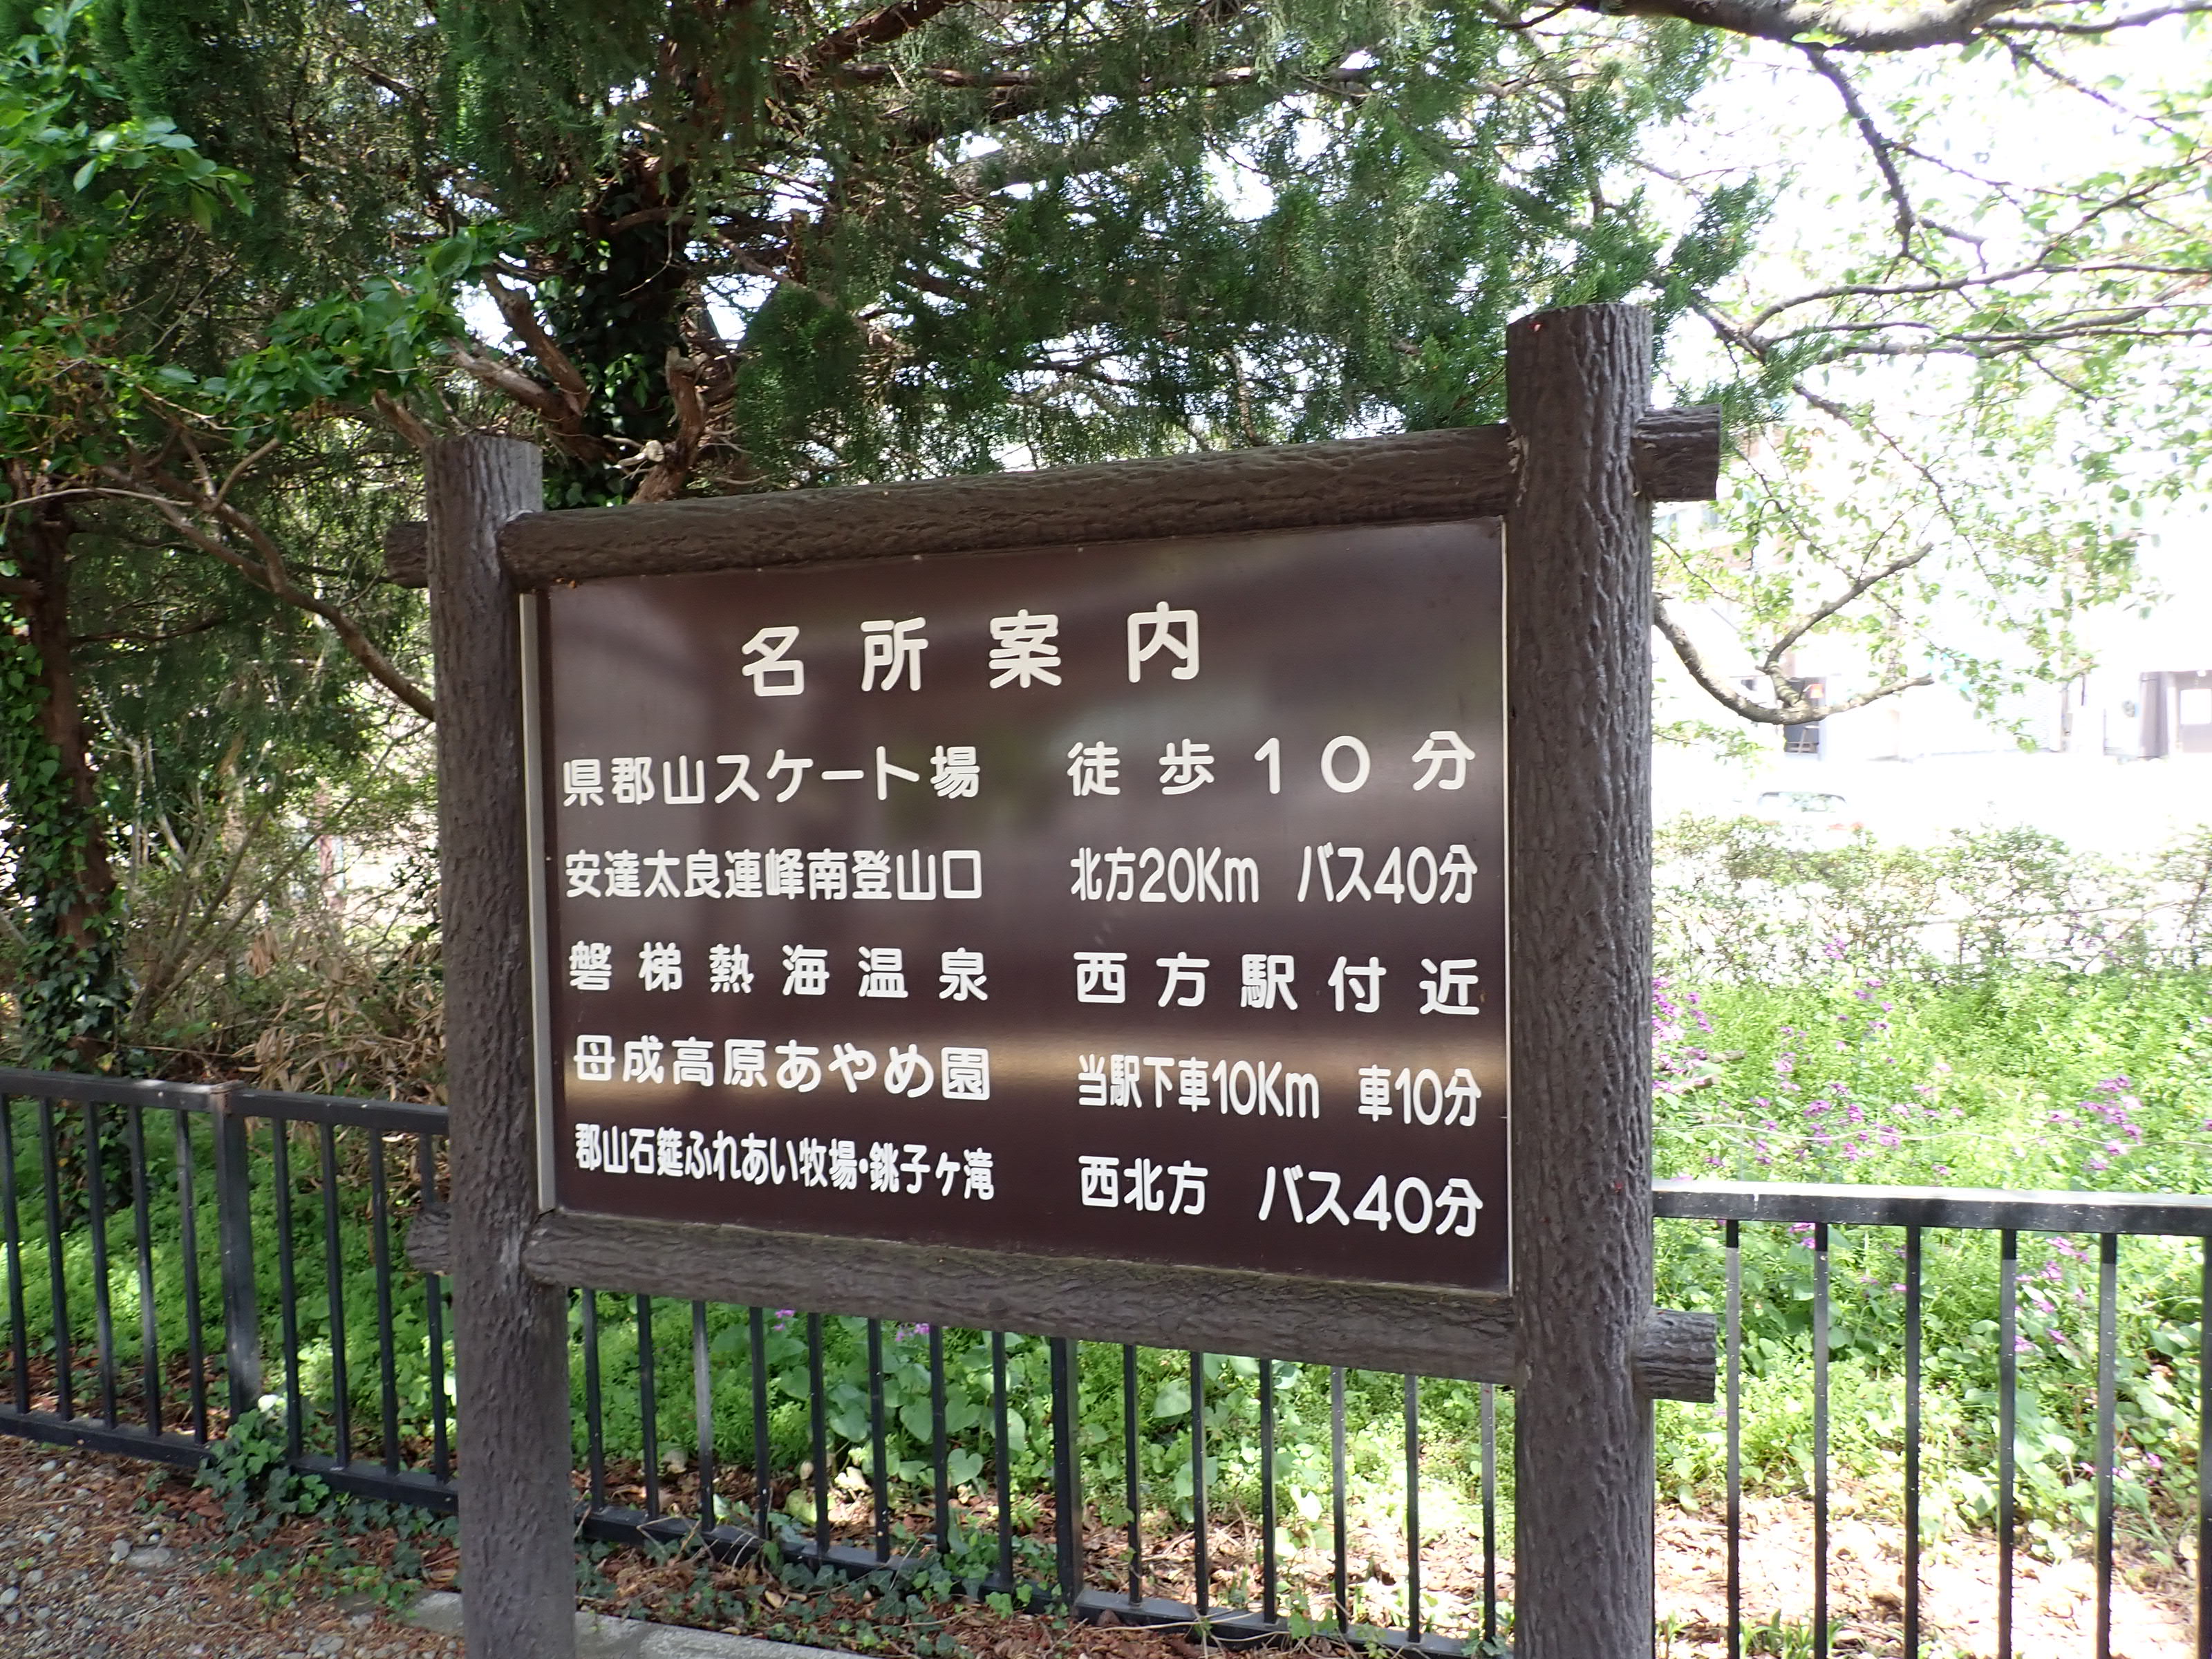 名所案内
県郡山スケート場 徒歩10分
安達太良連峰南登山口 北方20Km バス40分
磐梯熱海温泉 西方駅付近
母成高原あやめ園 当駅下車10Km 車10分
郡山石筵ふれあい牧場・銚子ヶ滝 西北方 バス40分